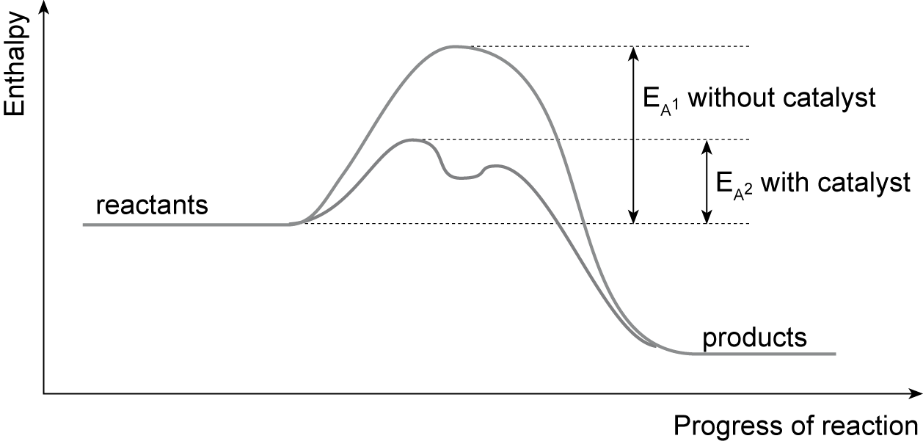 Enthalpy
E_A1 without catalyst
E_A2 with catalyst
reactants
products
Progress of reaction